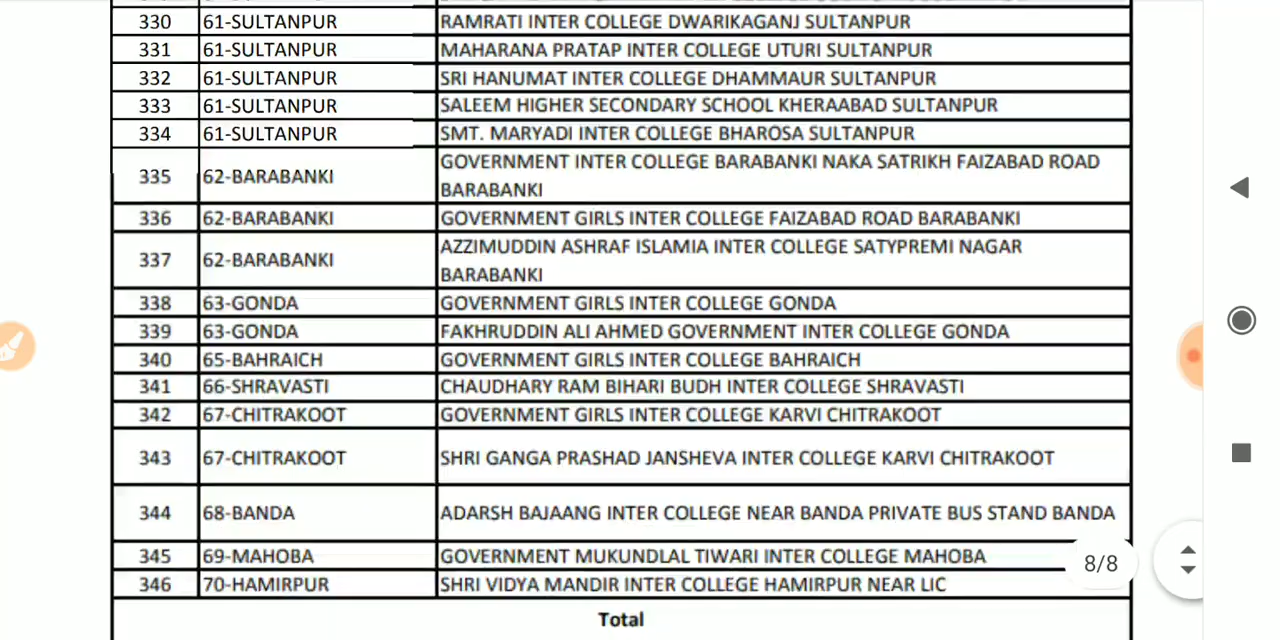 330 61-SULTANPUR RAMRATI INTER COLLEGE DWARIKAGANJ SULTANPUR
331 61-SULTANPUR MAHARANA PRATAP INTER COLLEGE UTURI SULTANPUR
332 61-SULTANPUR SRI HANUMAT INTER COLLEGE DHAMMAUR SULTANPUR
333 61-SULTANPUR SALEEM HIGHER SECONDARY SCHOOL KHERAABAD SULTANPUR
334 61-SULTANPUR SMT. MARYADI INTER COLLEGE BHAROSA SULTANPUR
335 62-BARABANKI GOVERNMENT INTER COLLEGE BARABANKI NAKA SATRIKH FAIZABAD ROAD
BARABANKI
336 62-BARABANKI GOVERNMENT GIRLS INTER COLLEGE FAIZABAD ROAD BARABANKI
337 62-BARABANKI AZZIMUDDIN ASHRAF ISLAMIA INTER COLLEGE SATYPREMI NAGAR
BARABANKI
338 63-GONDA GOVERNMENT GIRLS INTER COLLEGE GONDA
339 63-GONDA FAKHRUDDIN ALI AHMED GOVERNMENT INTER COLLEGE GONDA
340 65-BAHRAICH GOVERNMENT GIRLS INTER COLLEGE BAHRAICH
341 66-SHRAVASTI CHAUDHARY RAM BIHARI BUDH INTER COLLEGE SHRAVASTI
342 67-CHITRAKOOT GOVERNMENT GIRLS INTER COLLEGE KARVI CHITRAKOOT
343 67-CHITRAKOOT SHRI GANGA PRASHAD JANSHEVA INTER COLLEGE KARVI CHITRAKOOT
344 68-BANDA ADARSH BAJAANG INTER COLLEGE NEAR BANDA PRIVATE BUS STAND BANDA
345 69-MAHOBA GOVERNMENT MUKUNDLAL TIWARI INTER COLLEGE MAHOBA
8/8
346 70-HAMIRPUR SHRI VIDYA MANDIR INTER COLLEGE HAMIRPUR NEAR LIC
Total